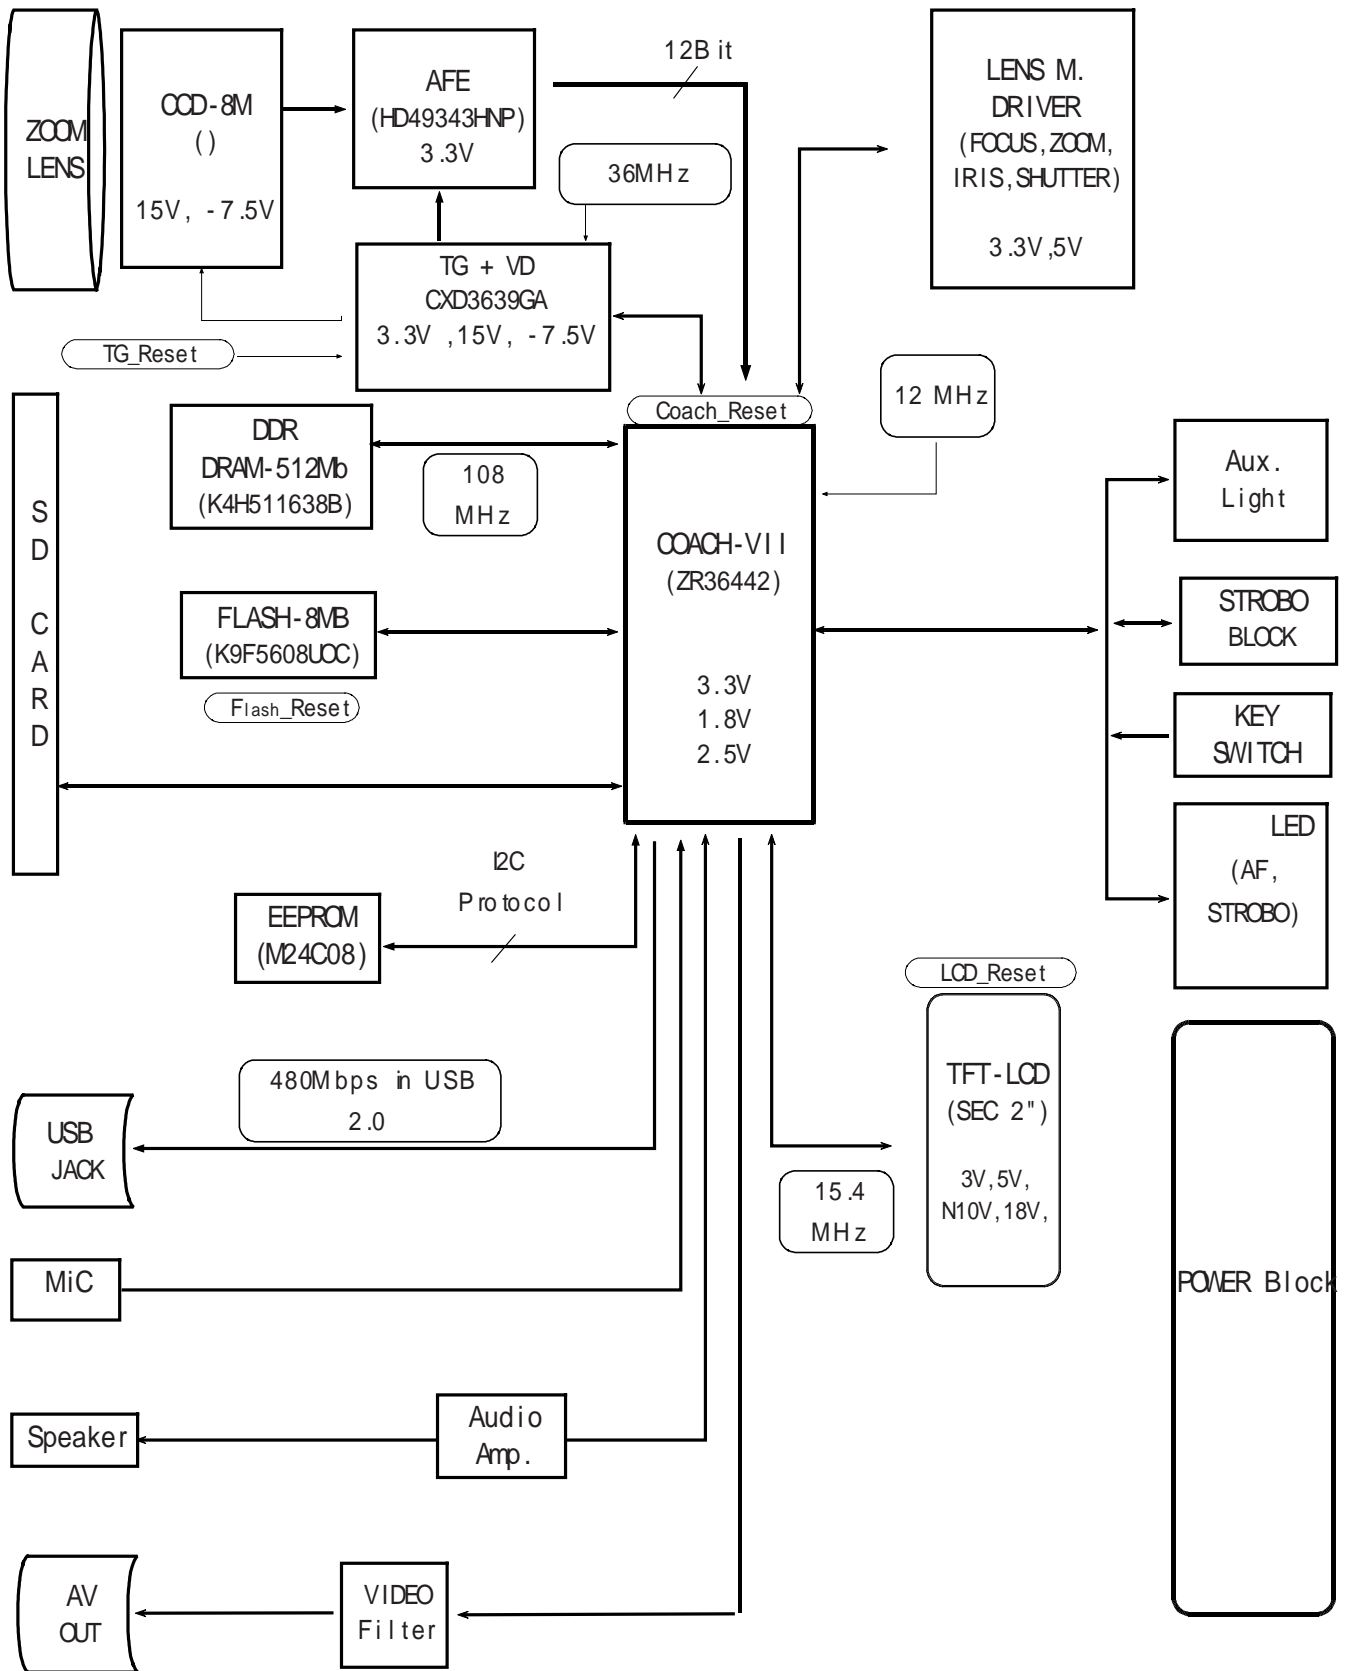 ZOOM
LENS
CCD-8M
()
15V, -7.5V
AFE
(HD49343HNP)
3.3V
12Bit
36MHz
LENS M.
DRIVER
(FOCUS,ZOOM,
IRIS,SHUTTER)
3.3V,5V
TG + VD
CXD3639GA
3.3V ,15V, -7.5V
TG_Reset
Coach_Reset
12 MHz
SD CARD
DDR
DRAM-512Mb
(K4H511638B)
108
MHz
COACH-VII
(ZR36442)
3.3V
1.8V
2.5V
FLASH-8MB
(K9F5608UOC)
Flash_Reset
Aux.
Light
STROBO
BLOCK
KEY
SWITCH
LED
(AF,
STROBO)
I2C
Protocol
EEPROM
(M24C08)
LCD_Reset
TFT-LCD
(SEC 2")
3V,5V,
N10V,18V,
480Mbps in USB
2.0
USB
JACK
15.4
MHz
MiC
POWER Block
Speaker
Audio
Amp.
AV
OUT
VIDEO
Filter